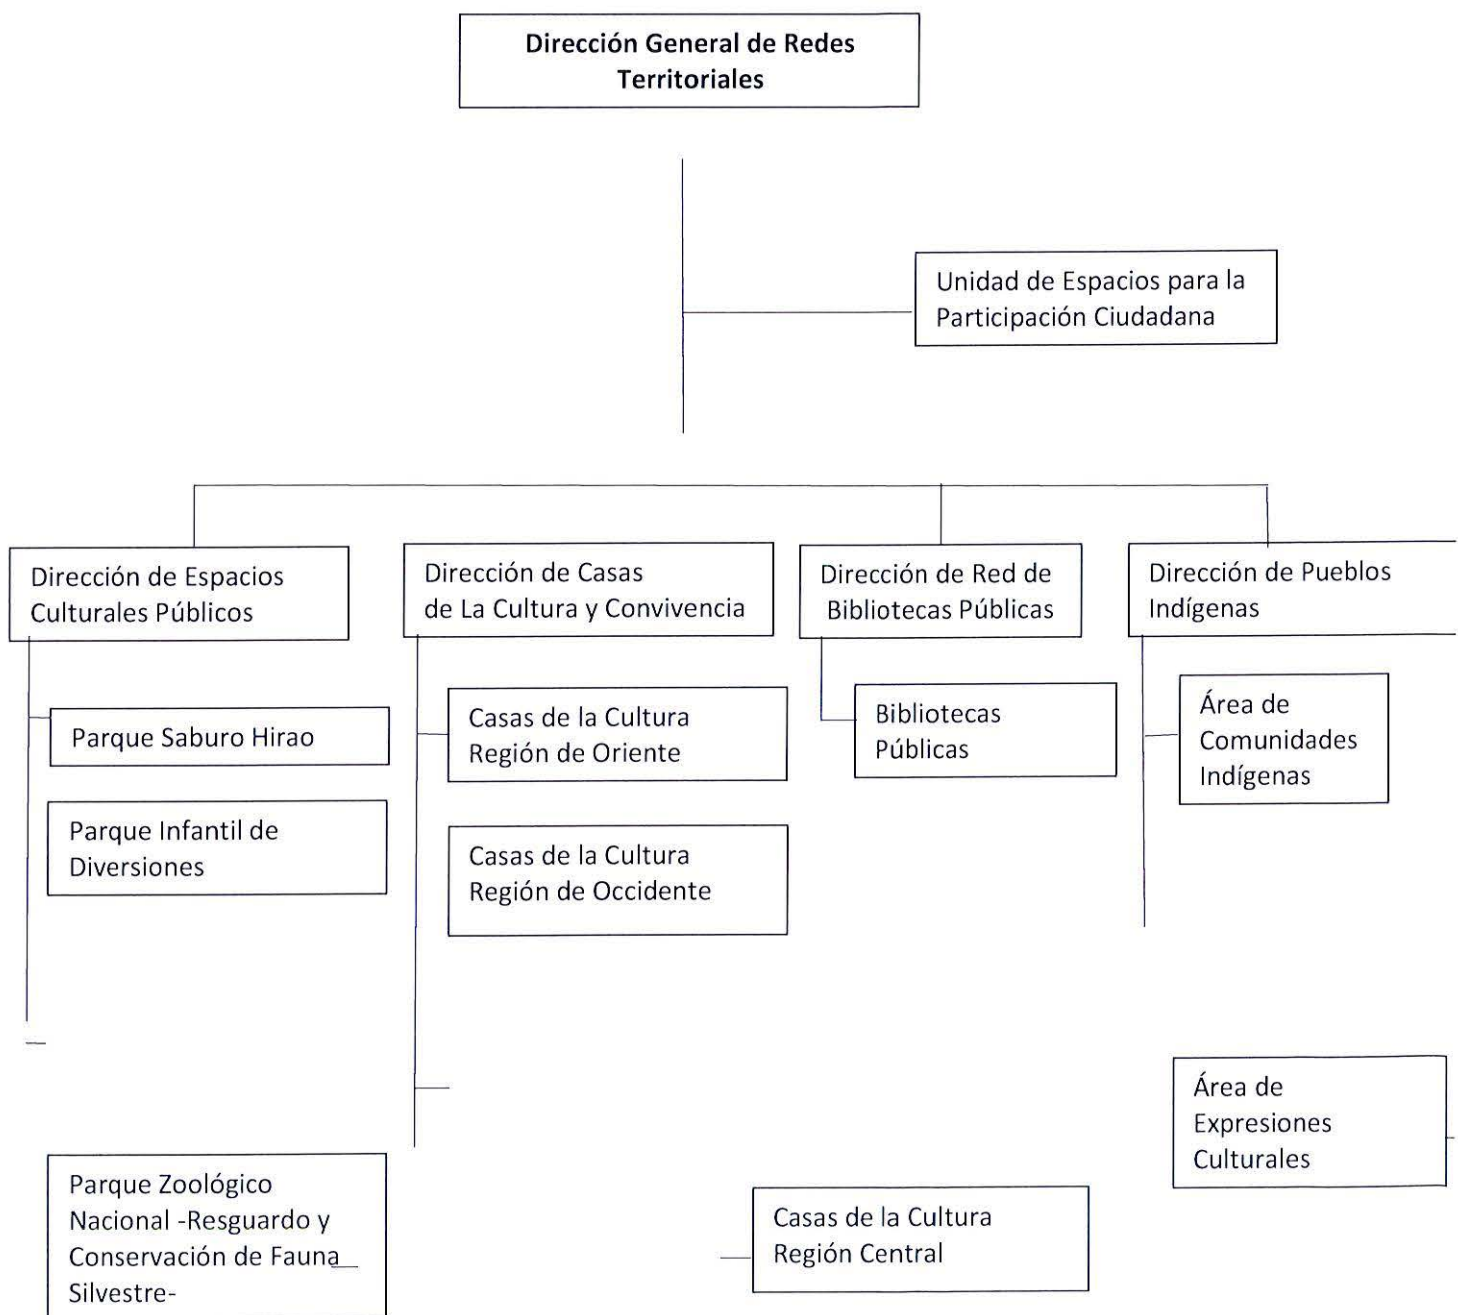 Dirección General de Redes
Territoriales
Unidad de Espacios para la
Participación Ciudadana
Dirección de Espacios
Culturales Públicos
Dirección de Casas
de La Cultura y Convivencia
Dirección de Red de
Bibliotecas Públicas
Dirección de Pueblos
Indígenas
Parque Saburo Hirao
Parque Infantil de
Diversiones
Casas de la Cultura
Región de Oriente
Casas de la Cultura
Región de Occidente
Bibliotecas
Públicas
Área de
Comunidades
Indígenas
Área de
Expresiones
Culturales
Parque Zoológico
Nacional -Resguardo y
Conservación de Fauna
Silvestre-
Casas de la Cultura
Región Central